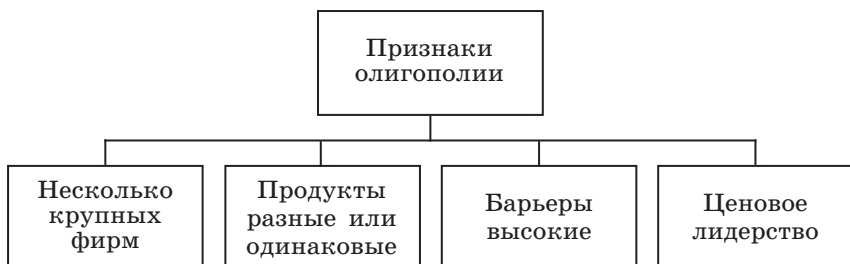 Признаки
олигополии
Несколько
крупных
фирм
Продукты
разные или
одинаковые
Барьеры
высокие
Ценовое
лидерство